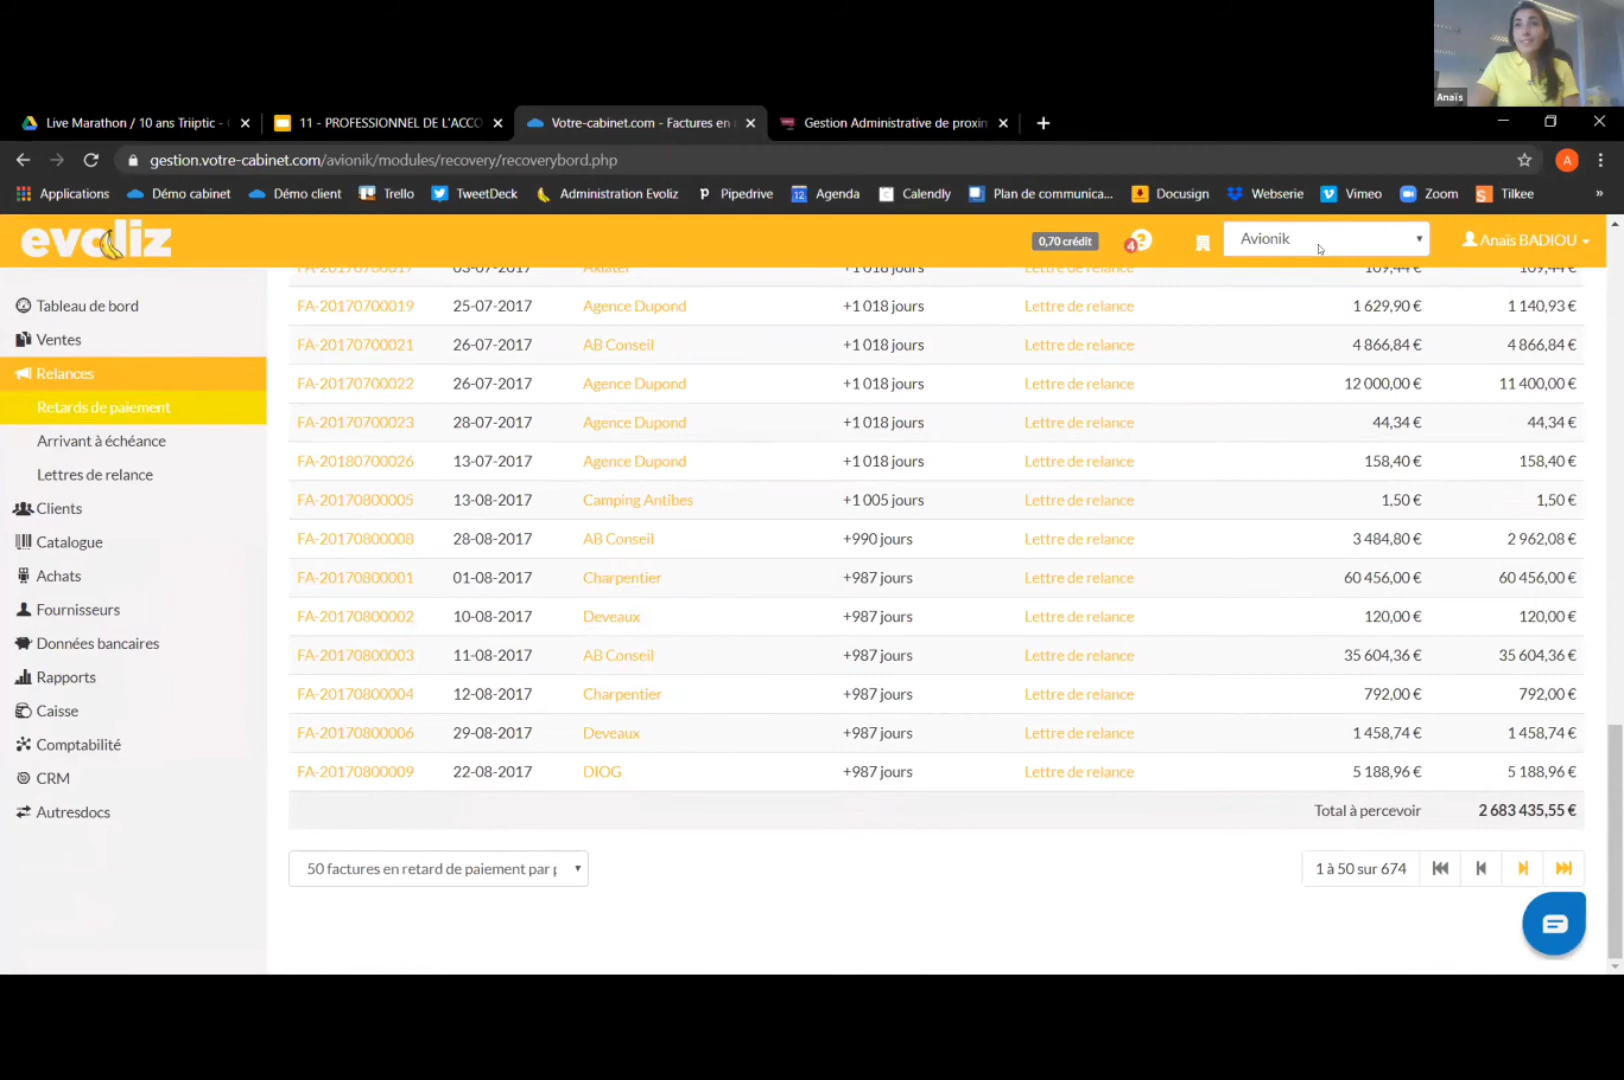 Anaïs
Live Marathon / 10 ans Triiptic -
11 - PROFESSIONNEL DE L'ACCO
Votre-cabinet.com - Factures en
Gestion Administrative de proxin
gestion.votre-cabinet.com/avionik/modules/recovery/recoverybord.php
A
Applications
Démo cabinet
Démo client
Trello
TweetDeck
Administration Evoliz
Pipedrive
Agenda
Calendly
Plan de communica...
Docusign
Webserie
Vimeo
Zoom
Tilkee
»
evoliz
0,70 crédit
4
?
Avionik
Anaïs BADIOU
Tableau de bord
Ventes
Relances
Retards de paiement
Arrivant à échéance
Lettres de relance
Clients
Catalogue
Achats
Fournisseurs
Données bancaires
Rapports
Caisse
Comptabilité
CRM
Autresdocs
+1 018 jours Lettre de relance 109,44 € 109,44 €
FA-20170700019 25-07-2017 Agence Dupond +1 018 jours Lettre de relance 1 629,90 € 1 140,93 €
FA-20170700021 26-07-2017 AB Conseil +1 018 jours Lettre de relance 4 866,84 € 4 866,84 €
FA-20170700022 26-07-2017 Agence Dupond +1 018 jours Lettre de relance 12 000,00 € 11 400,00 €
FA-20170700023 28-07-2017 Agence Dupond +1 018 jours Lettre de relance 44,34 € 44,34 €
FA-20180700026 13-07-2017 Agence Dupond +1 018 jours Lettre de relance 158,40 € 158,40 €
FA-20170800005 13-08-2017 Camping Antibes +1 005 jours Lettre de relance 1,50 € 1,50 €
FA-20170800008 28-08-2017 AB Conseil +990 jours Lettre de relance 3 484,80 € 2 962,08 €
FA-20170800001 01-08-2017 Charpentier +987 jours Lettre de relance 60 456,00 € 60 456,00 €
FA-20170800002 10-08-2017 Deveaux +987 jours Lettre de relance 120,00 € 120,00 €
FA-20170800003 11-08-2017 AB Conseil +987 jours Lettre de relance 35 604,36 € 35 604,36 €
FA-20170800004 12-08-2017 Charpentier +987 jours Lettre de relance 792,00 € 792,00 €
FA-20170800006 29-08-2017 Deveaux +987 jours Lettre de relance 1 458,74 € 1 458,74 €
FA-20170800009 22-08-2017 DIOG +987 jours Lettre de relance 5 188,96 € 5 188,96 €
Total à percevoir 2 683 435,55 €
50 factures en retard de paiement par p
1 à 50 sur 674